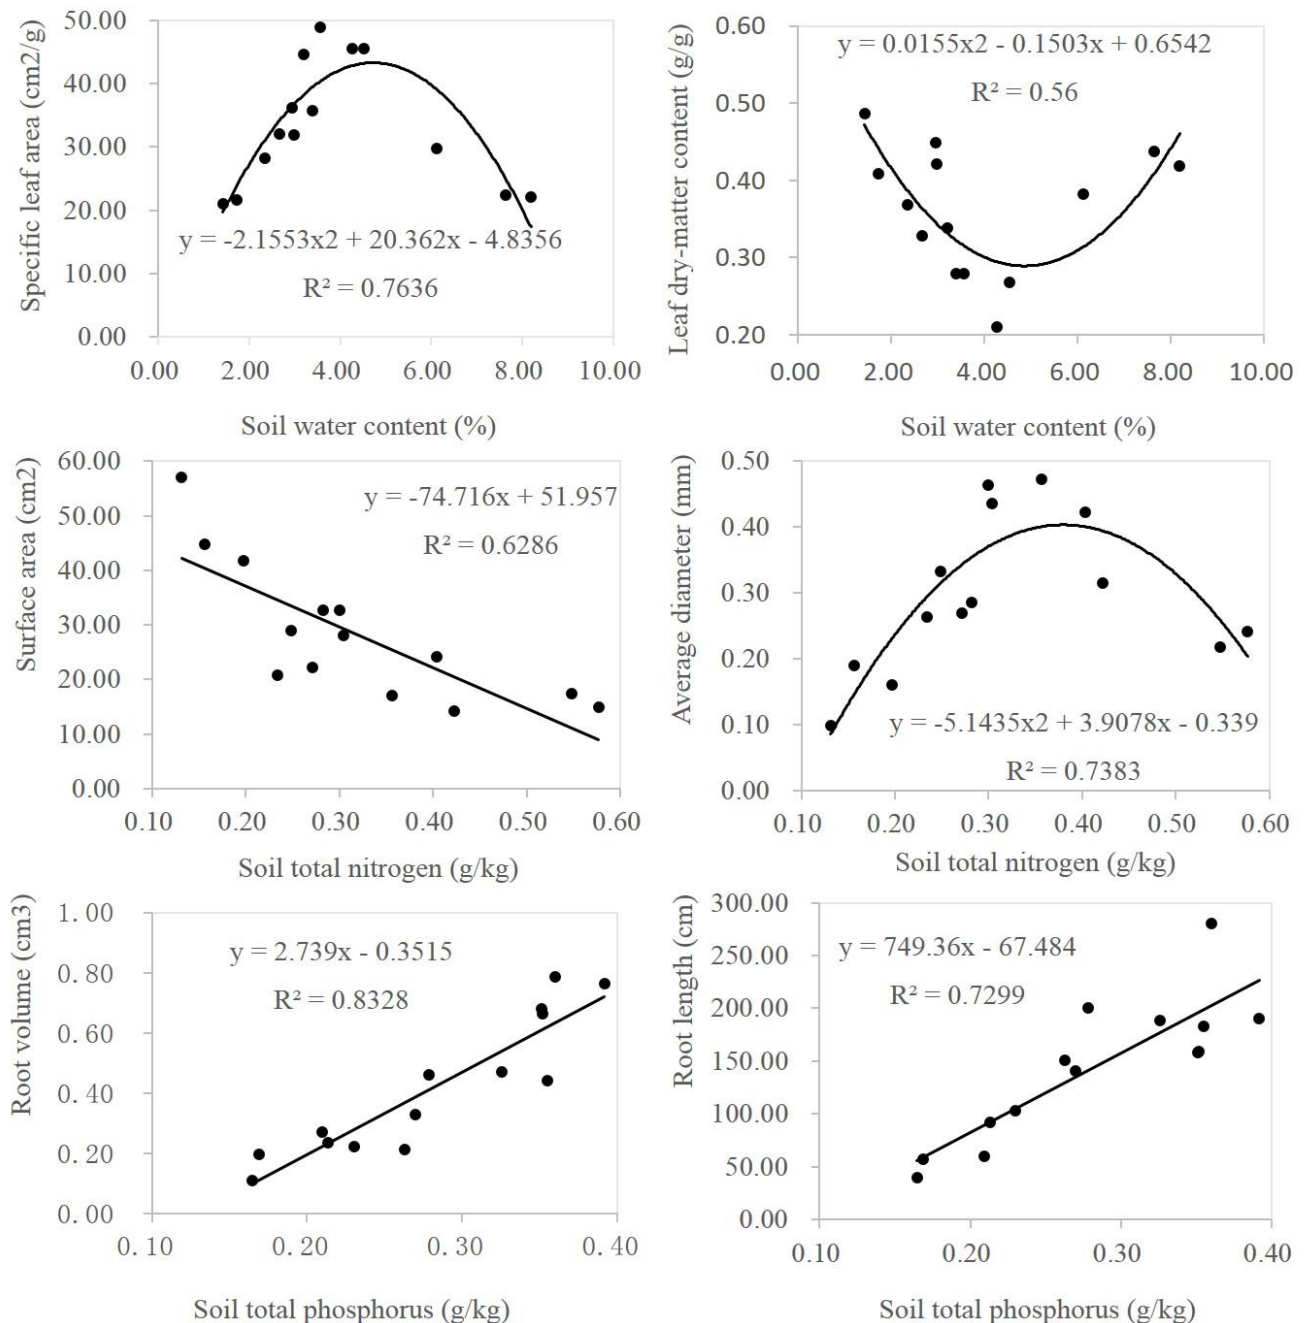 Specific leaf area (cm2/g)
50.00
40.00
30.00
20.00
10.00
0.00
y = -2.1553x2 + 20.362x - 4.8356
R² = 0.7636
0.00 2.00 4.00 6.00 8.00 10.00
Soil water content (%)
Leaf dry-matter content (g/g)
0.60
0.50
0.40
0.30
0.20
y = 0.0155x2 - 0.1503x + 0.6542
R² = 0.56
0.00 2.00 4.00 6.00 8.00 10.00
Soil water content (%)
Surface area (cm2)
60.00
50.00
40.00
30.00
20.00
10.00
0.00
y = -74.716x + 51.957
R² = 0.6286
0.10 0.20 0.30 0.40 0.50 0.60
Soil total nitrogen (g/kg)
Average diameter (mm)
0.50
0.40
0.30
0.20
0.10
0.00
y = -5.1435x2 + 3.9078x - 0.339
R² = 0.7383
0.10 0.20 0.30 0.40 0.50 0.60
Soil total nitrogen (g/kg)
Root volume (cm3)
1.00
0.80
0.60
0.40
0.20
0.00
y = 2.739x - 0.3515
R² = 0.8328
0.10 0.20 0.30 0.40
Soil total phosphorus (g/kg)
Root length (cm)
300.00
250.00
200.00
150.00
100.00
50.00
0.00
y = 749.36x - 67.484
R² = 0.7299
0.10 0.20 0.30 0.40
Soil total phosphorus (g/kg)